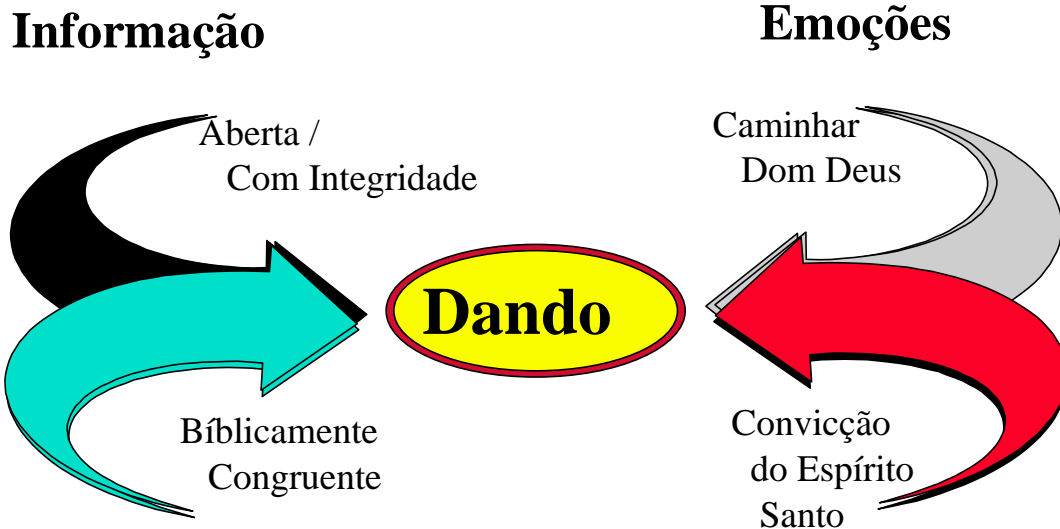 Informação
Emoções
Aberta /
Com Integridade
Caminhar
Dom Deus
Dando
Bíblicamente
Congruente
Convicção
do Espírito
Santo